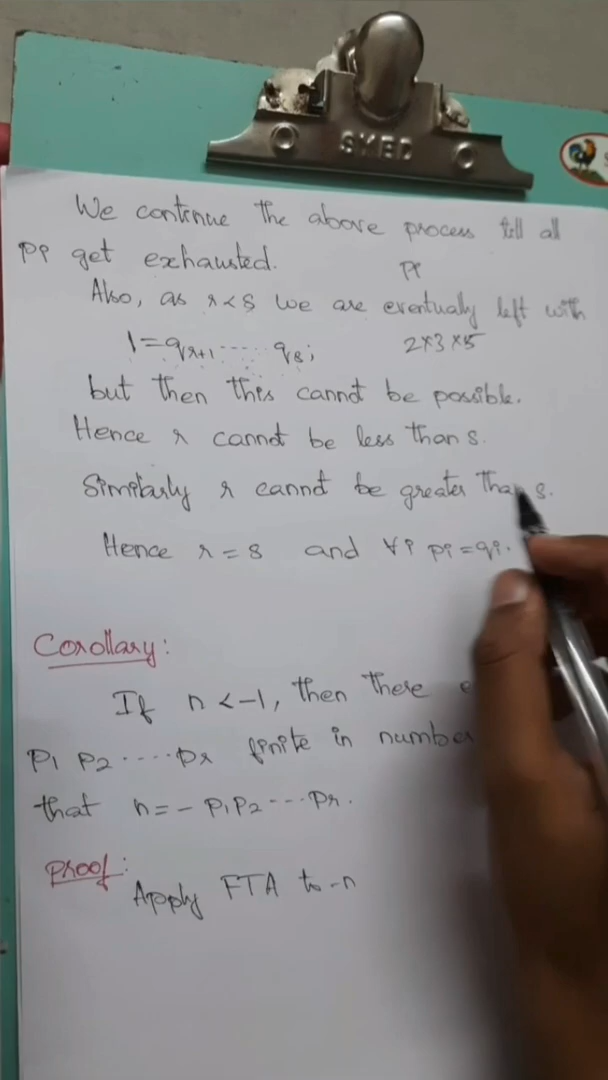 SMED
We continue the above process till all
pi get exhausted.
Pr
Also, as r<s we are eventually left with
1=qr+1 .... qs;
2×3×5
but then this cannot be possible.
Hence r cannot be less than s.
Similarly r cannot be greater than s.
Hence r = s and ∀i pi = qi.
Corollary:
If n <-1, then there
P1 P2 ..... Pr finite in number
that n = - P1P2 --- Pr.
Proof:
Apply FTA to -n